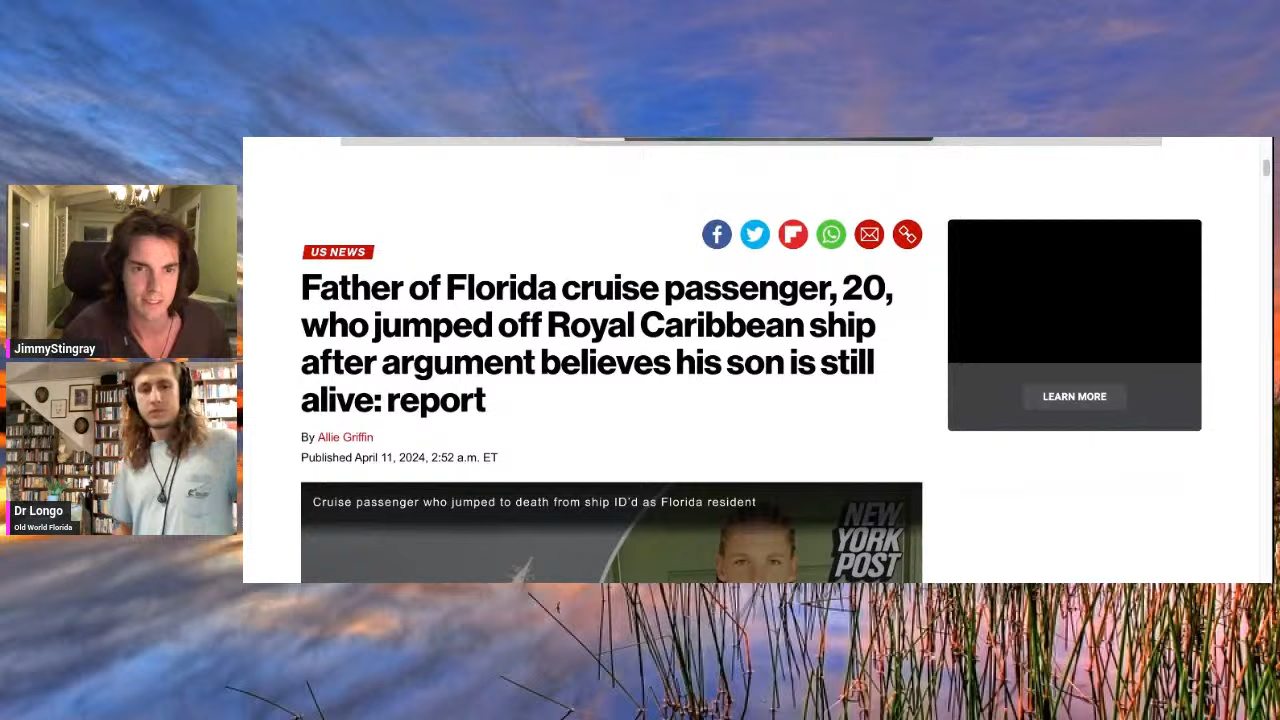 US NEWS
Father of Florida cruise passenger, 20,
who jumped off Royal Caribbean ship
after argument believes his son is still
alive: report
By Allie Griffin
Published April 11, 2024, 2:52 a.m. ET
LEARN MORE
Cruise passenger who jumped to death from ship ID'd as Florida resident
NEW
YORK
POST
JimmyStingray
Dr Longo
Old World Florida